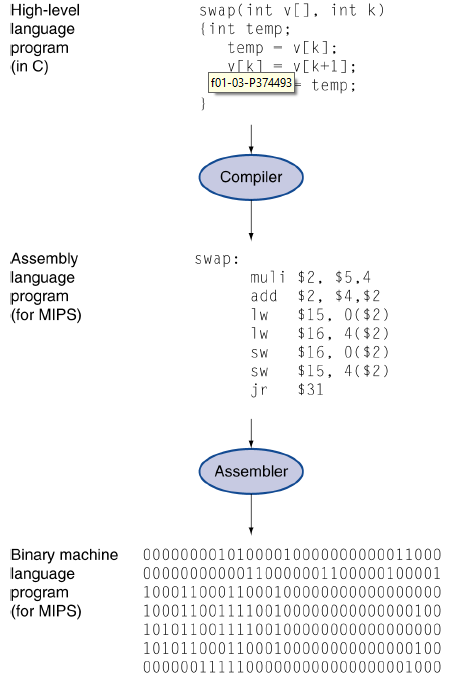 High-level swap(int v[], int k)
language {int temp;
program temp = v[k];
(in C) v[k] = v[k+1];
f01-03-P374493 = temp;
}
Compiler
Assembly swap:
language muli $2, $5,4
program add $2, $4,$2
(for MIPS) lw $15, 0($2)
lw $16, 4($2)
sw $16, 0($2)
sw $15, 4($2)
jr $31
Assembler
Binary machine 00000000101000010000000000011000
language 00000000000110000001100000100001
program 10001100011000100000000000000000
(for MIPS) 10001100111100100000000000000100
10101100111100100000000000000000
10101100011000100000000000000100
00000011111000000000000000001000